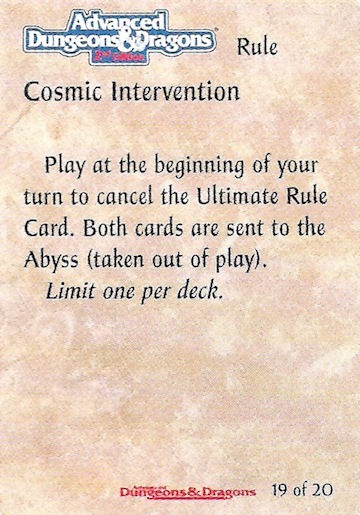 Advanced
Dungeons & Dragons®
2nd Edition
Rule
Cosmic Intervention
Play at the beginning of your
turn to cancel the Ultimate Rule
Card. Both cards are sent to the
Abyss (taken out of play).
Limit one per deck.
Advanced
Dungeons & Dragons
19 of 20